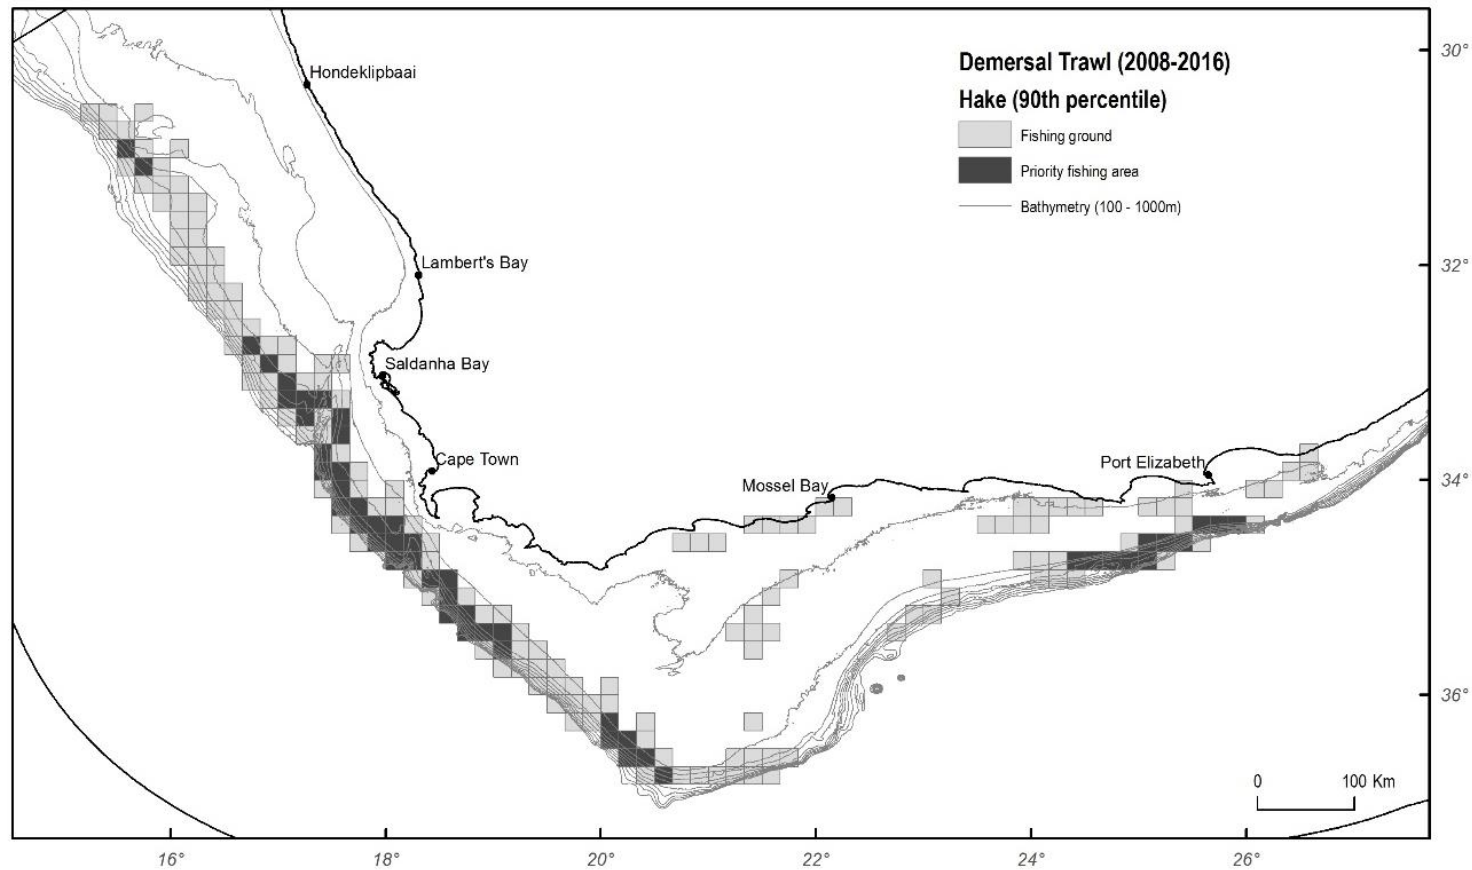 Demersal Trawl (2008-2016)
Hake (90th percentile)
Fishing ground
Priority fishing area
Bathymetry (100 - 1000m)
Hondeklipbaai
Lambert's Bay
Saldanha Bay
Cape Town
Mossel Bay
Port Elizabeth
30°
32°
34°
36°
0 100 Km
16° 18° 20° 22° 24° 26°